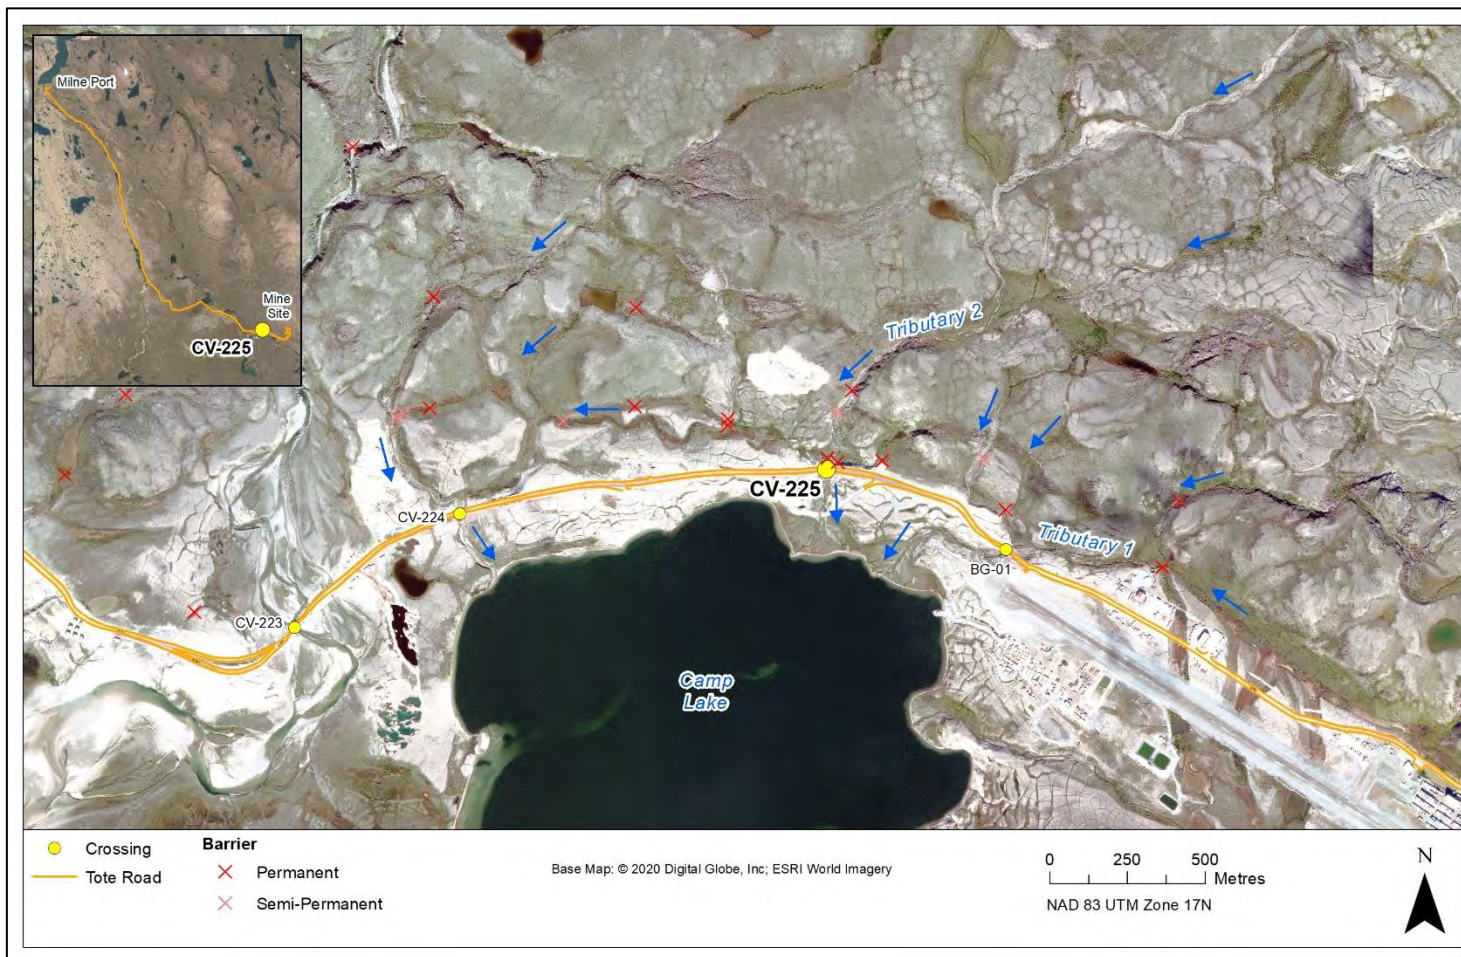 Milne Port
Mine
Site
CV-225
Tributary 2
CV-225
CV-224
Tributary 1
BG-01
CV-223
Camp
Lake
Crossing
Tote Road
Barrier
Permanent
Semi-Permanent
Base Map: © 2020 Digital Globe, Inc; ESRI World Imagery
0 250 500
Metres
NAD 83 UTM Zone 17N
N